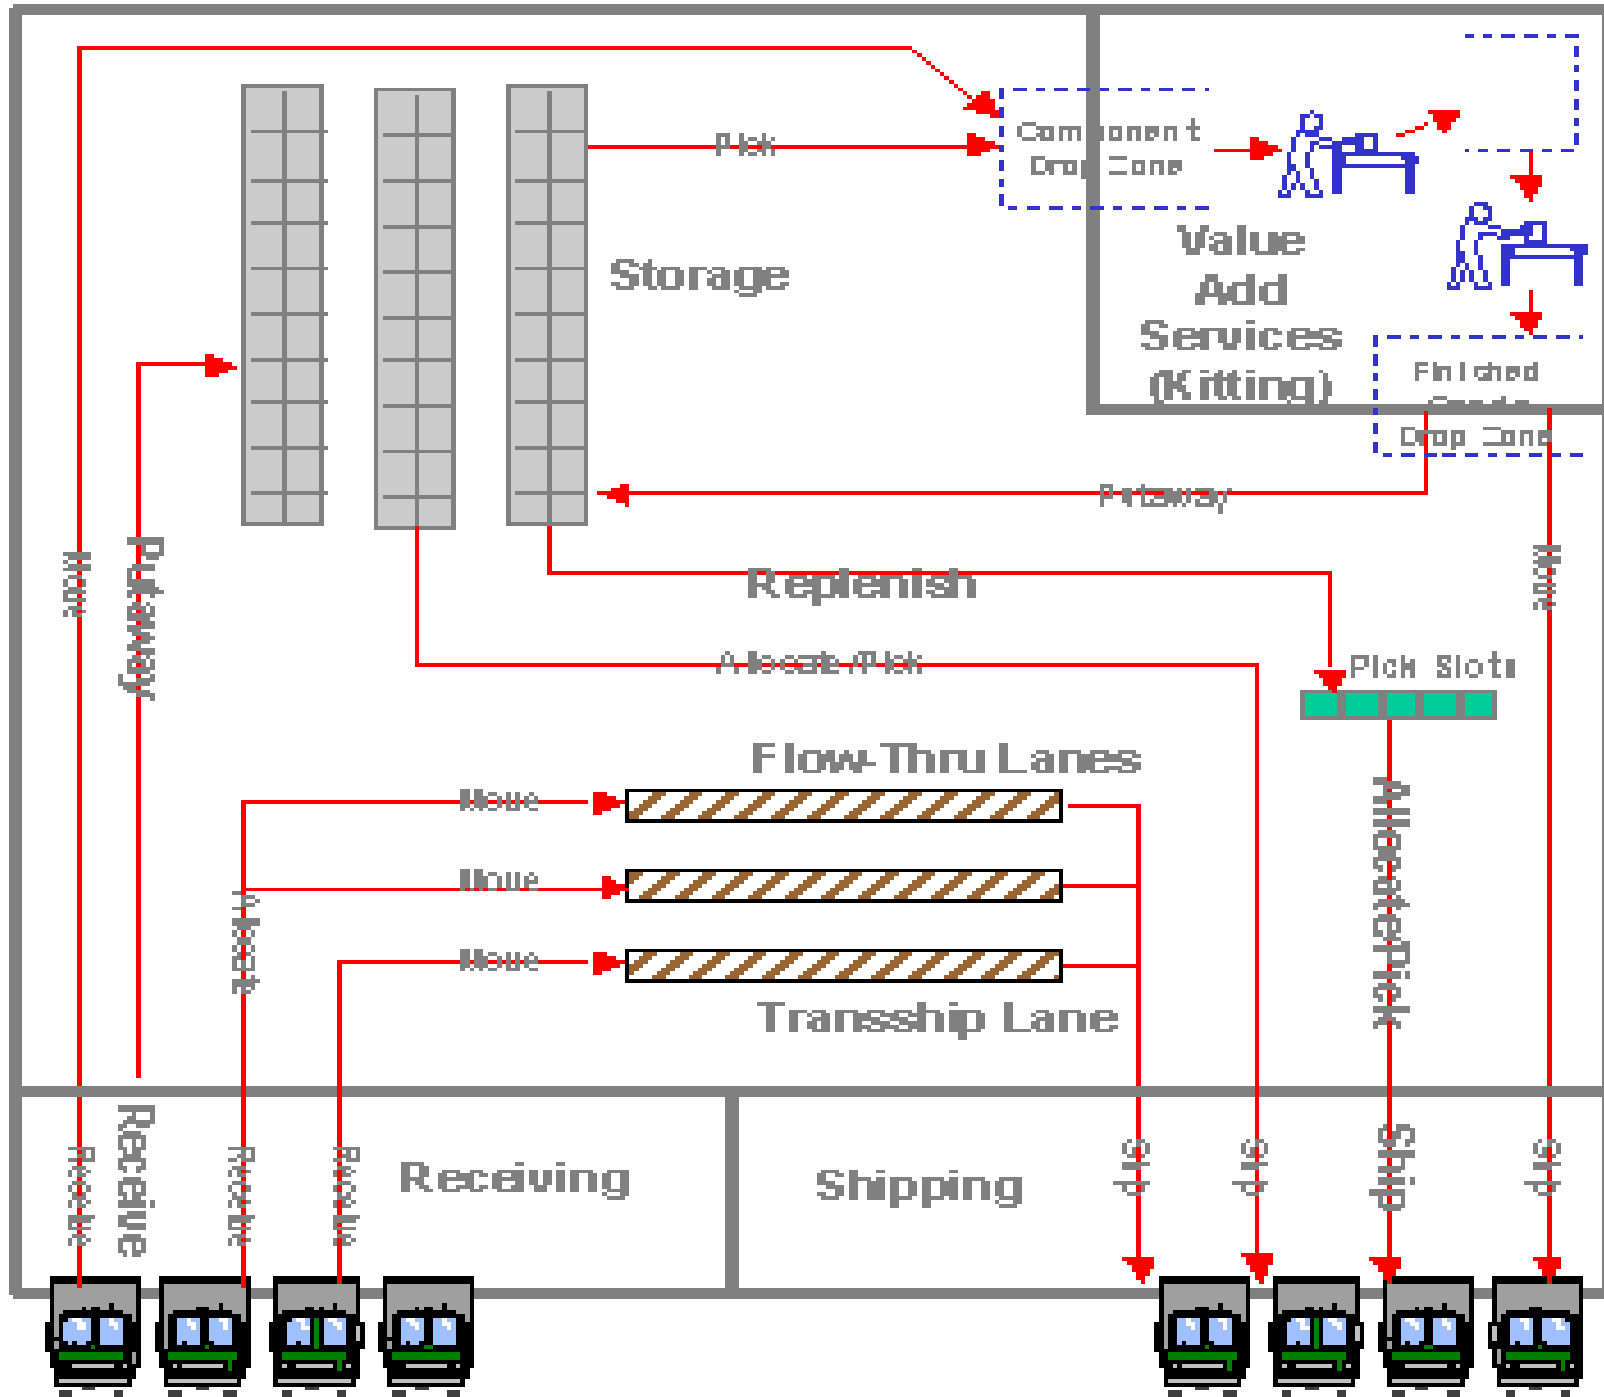 Pick
Component
Drop Zone
Storage
Value
Add
Services
(Kitting)
Finished
Goods
Drop Zone
Putaway
Move
Putaway
Replenish
Move
Allocate/Pick
Pick Slots
Flow-Thru Lanes
Move
Move
Allocate
Move
Allocate/Pick
Transship Lane
Receive
Receive
Receive
Receive
Receiving
Shipping
Ship
Ship
Ship
Ship